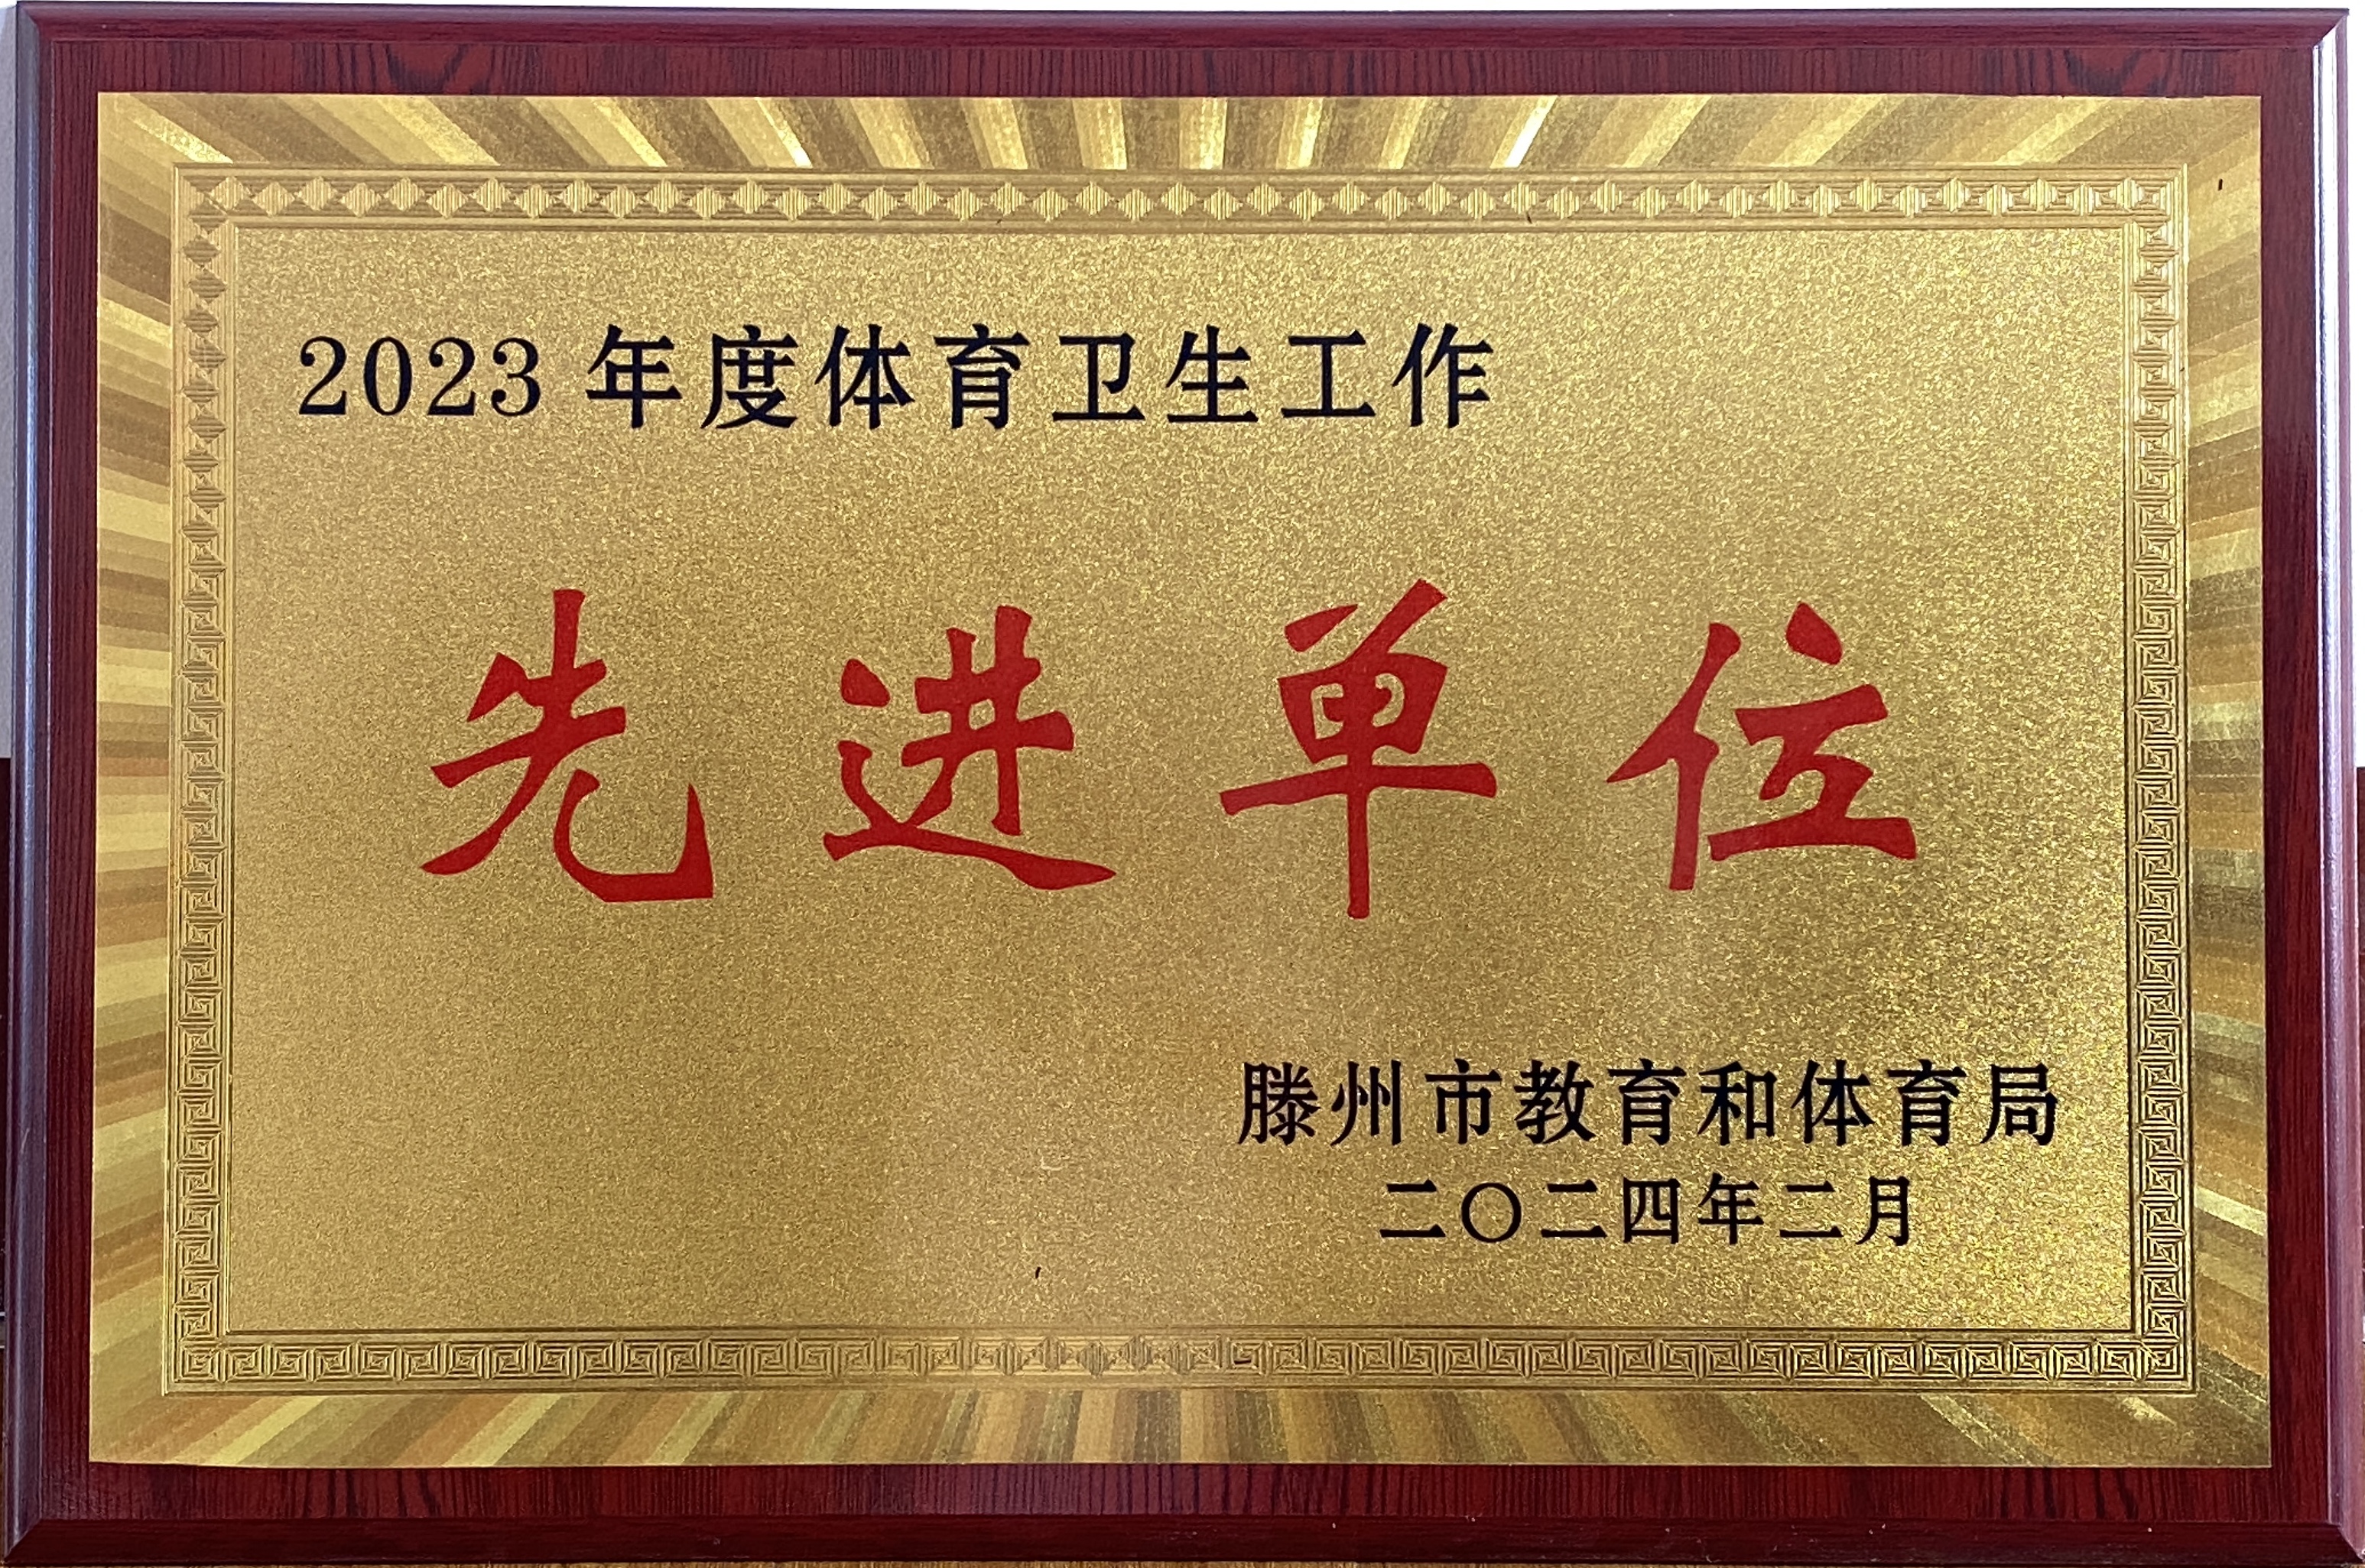 2023 年度体育卫生工作
先进单位
滕州市教育和体育局
二〇二四年二月